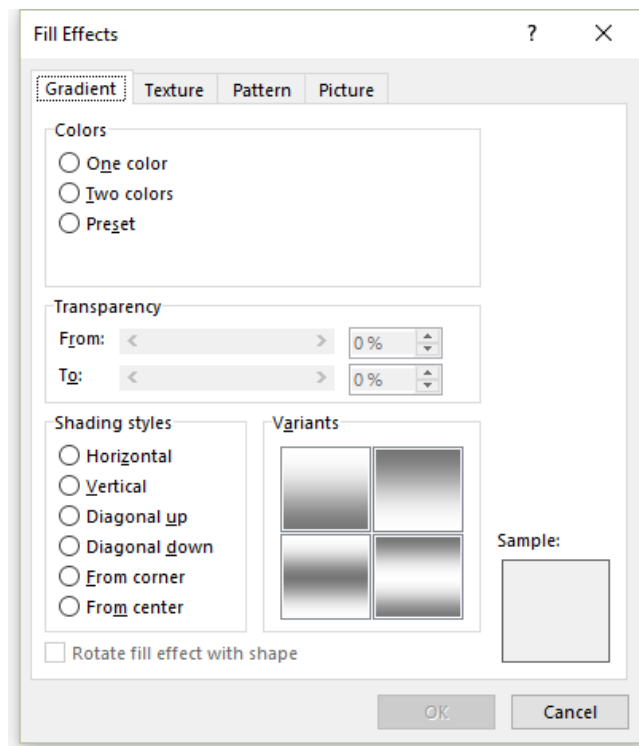 Fill Effects ? ×
Gradient Texture Pattern Picture
Colors
One color
Two colors
Preset
Transparency
From: < > 0 %
To: < > 0 %
Shading styles
Horizontal
Vertical
Diagonal up
Diagonal down
From corner
From center
Variants
Sample:
Rotate fill effect with shape
OK Cancel